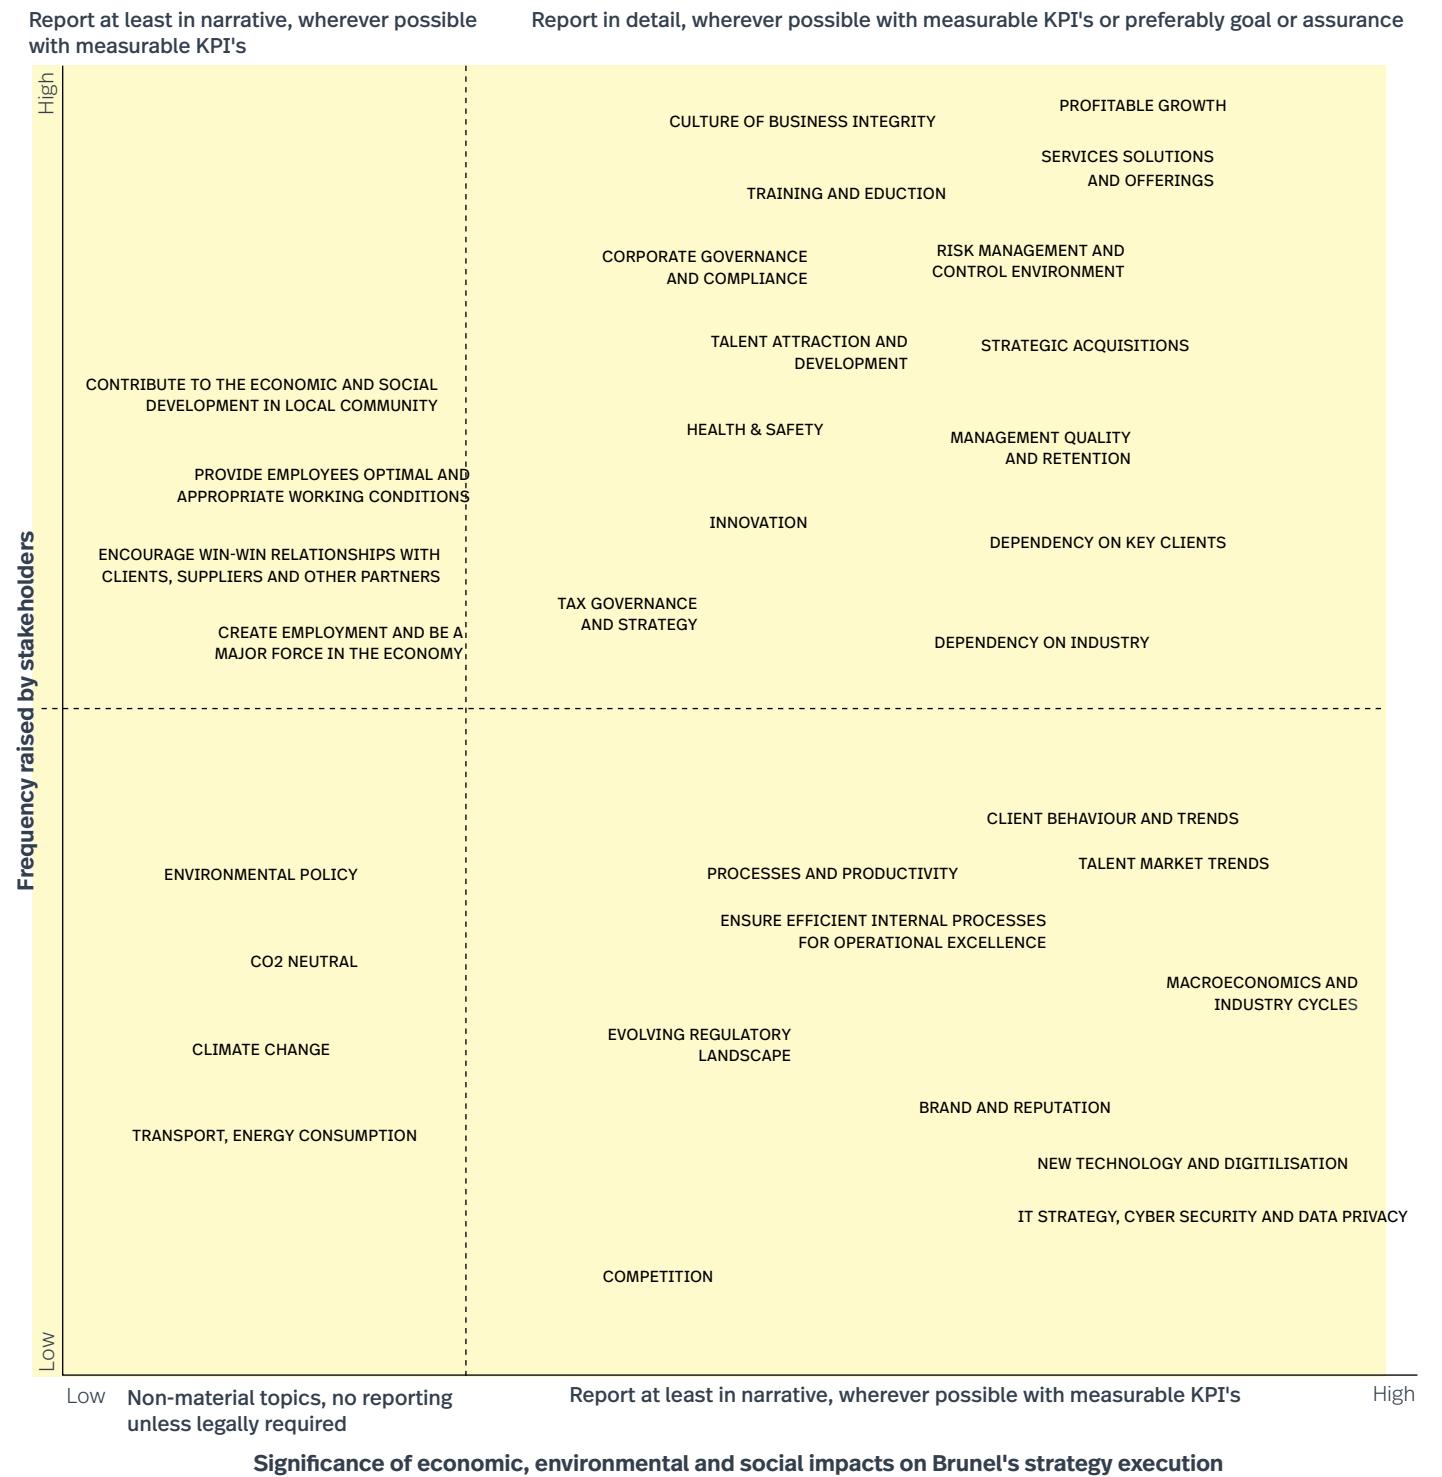 Report at least in narrative, wherever possible
with measurable KPI's
Report in detail, wherever possible with measurable KPI's or preferably goal or assurance
High
PROFITABLE GROWTH
CULTURE OF BUSINESS INTEGRITY
SERVICES SOLUTIONS
AND OFFERINGS
TRAINING AND EDUCTION
CORPORATE GOVERNANCE
AND COMPLIANCE
RISK MANAGEMENT AND
CONTROL ENVIRONMENT
TALENT ATTRACTION AND
DEVELOPMENT
STRATEGIC ACQUISITIONS
CONTRIBUTE TO THE ECONOMIC AND SOCIAL
DEVELOPMENT IN LOCAL COMMUNITY
HEALTH & SAFETY
MANAGEMENT QUALITY
AND RETENTION
PROVIDE EMPLOYEES OPTIMAL AND
APPROPRIATE WORKING CONDITIONS
INNOVATION
DEPENDENCY ON KEY CLIENTS
ENCOURAGE WIN-WIN RELATIONSHIPS WITH
CLIENTS, SUPPLIERS AND OTHER PARTNERS
TAX GOVERNANCE
AND STRATEGY
CREATE EMPLOYMENT AND BE A
MAJOR FORCE IN THE ECONOMY
DEPENDENCY ON INDUSTRY
Frequency raised by stakeholders
CLIENT BEHAVIOUR AND TRENDS
TALENT MARKET TRENDS
ENVIRONMENTAL POLICY
PROCESSES AND PRODUCTIVITY
ENSURE EFFICIENT INTERNAL PROCESSES
FOR OPERATIONAL EXCELLENCE
CO2 NEUTRAL
MACROECONOMICS AND
INDUSTRY CYCLES
EVOLVING REGULATORY
LANDSCAPE
CLIMATE CHANGE
BRAND AND REPUTATION
TRANSPORT, ENERGY CONSUMPTION
NEW TECHNOLOGY AND DIGITILISATION
IT STRATEGY, CYBER SECURITY AND DATA PRIVACY
COMPETITION
Low
Low
Non-material topics, no reporting
unless legally required
Report at least in narrative, wherever possible with measurable KPI's
High
Significance of economic, environmental and social impacts on Brunel's strategy execution